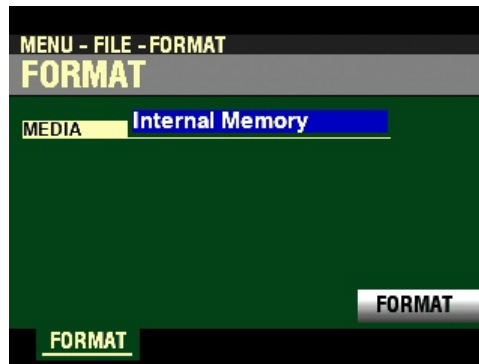 MENU - FILE - FORMAT
FORMAT
MEDIA Internal Memory
FORMAT
FORMAT